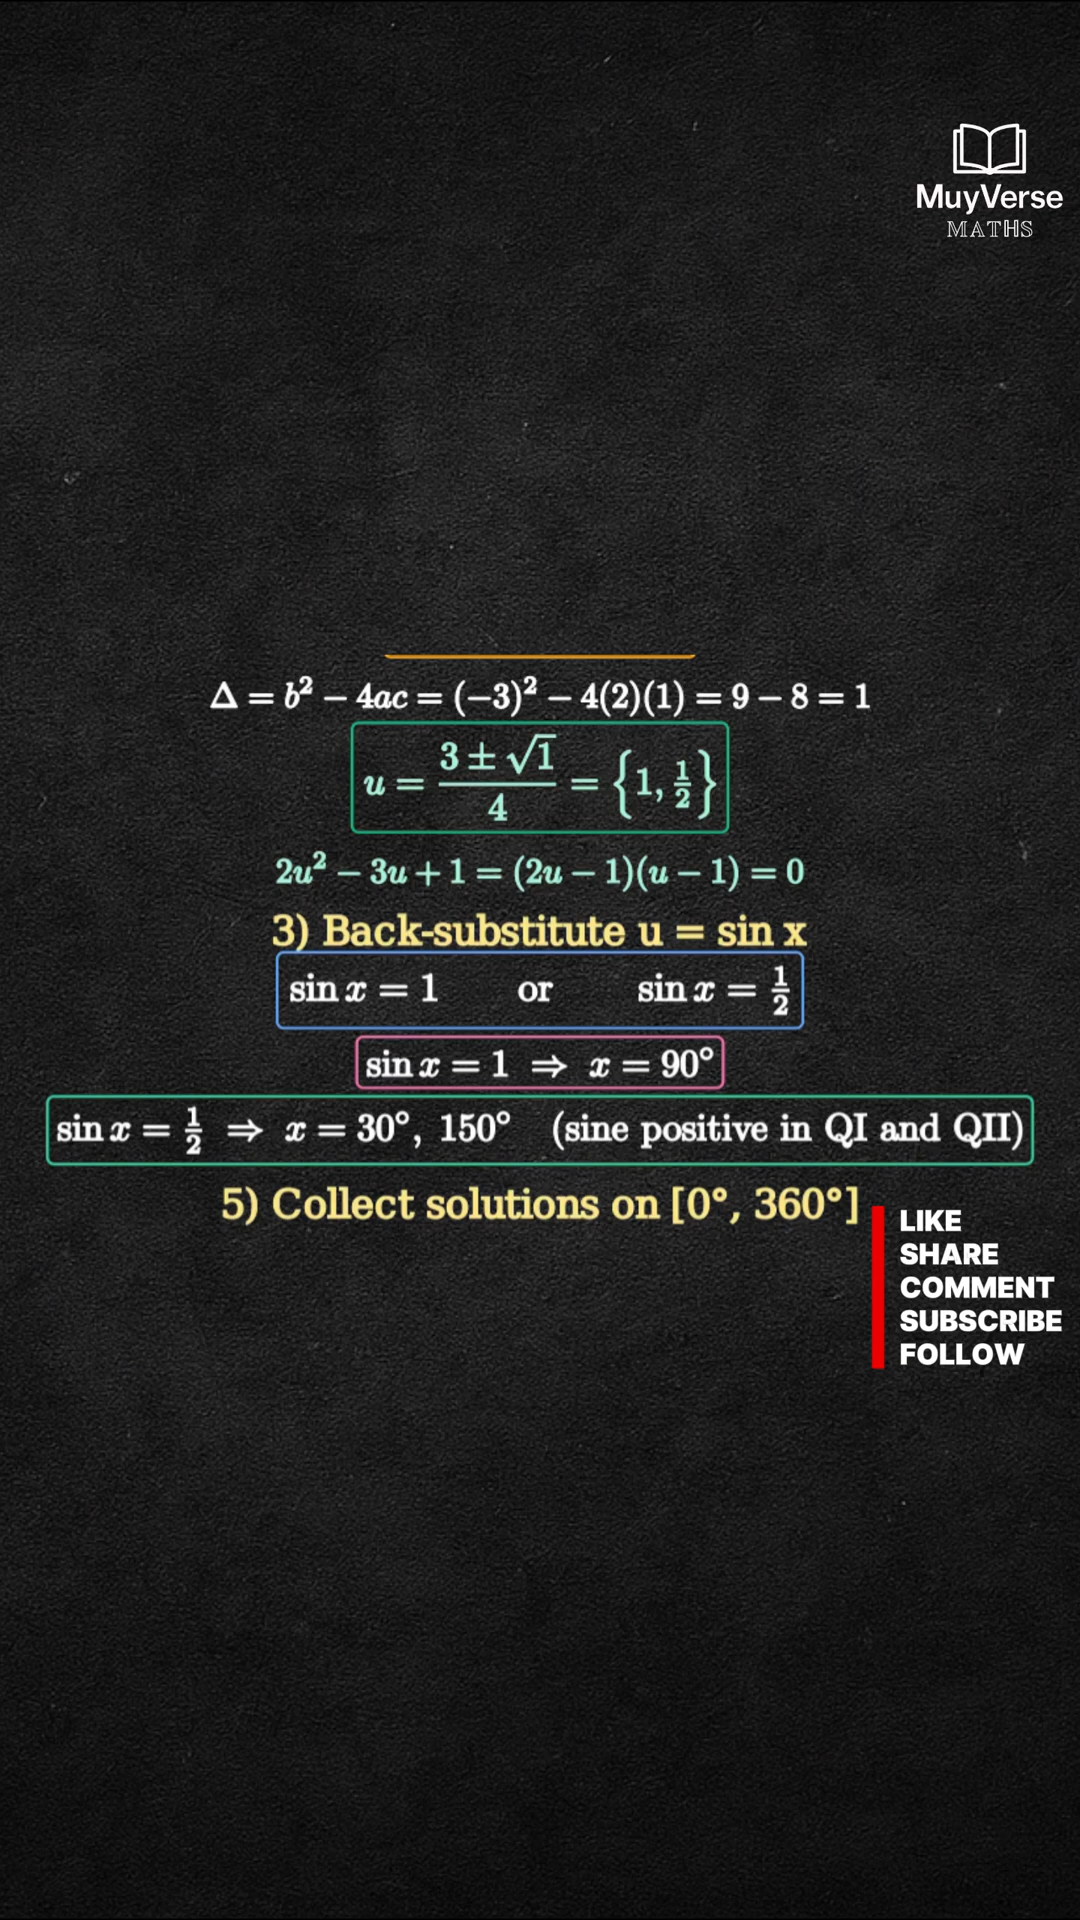 MuyVerse
MATHS
Δ = b² − 4ac = (−3)² − 4(2)(1) = 9 − 8 = 1
u = (3 ± √1)/4 = {1, 1/2}
2u² − 3u + 1 = (2u − 1)(u − 1) = 0
3) Back-substitute u = sin x
sin x = 1 or sin x = 1/2
sin x = 1 ⇒ x = 90°
sin x = 1/2 ⇒ x = 30°, 150° (sine positive in QI and QII)
5) Collect solutions on [0°, 360°]
LIKE
SHARE
COMMENT
SUBSCRIBE
FOLLOW